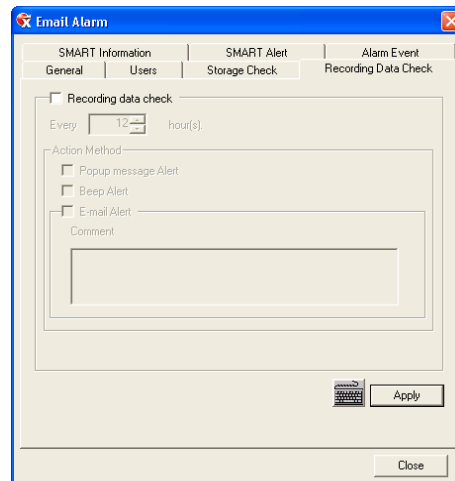 Email Alarm
SMART Information SMART Alert Alarm Event
General Users Storage Check Recording Data Check
Recording data check
Every 12 hour(s).
Action Method
Popup message Alert
Beep Alert
E-mail Alert
Comment
Apply
Close